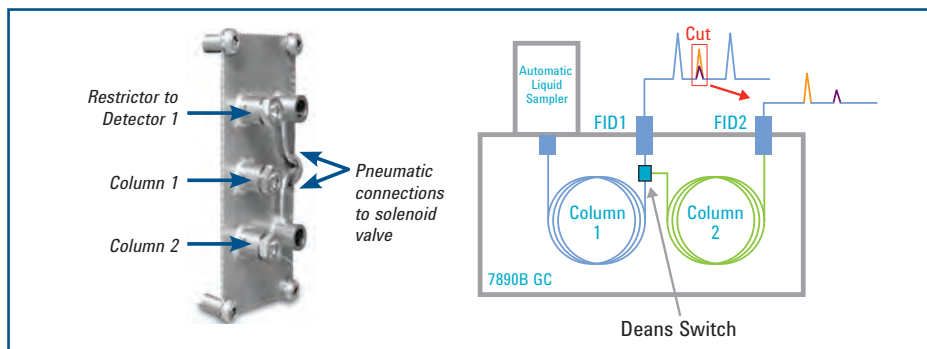 Restrictor to
Detector 1
Column 1
Column 2
Pneumatic
connections
to solenoid
valve
Automatic
Liquid
Sampler
Cut
FID1
FID2
Column
1
Column
2
7890B GC
Deans Switch